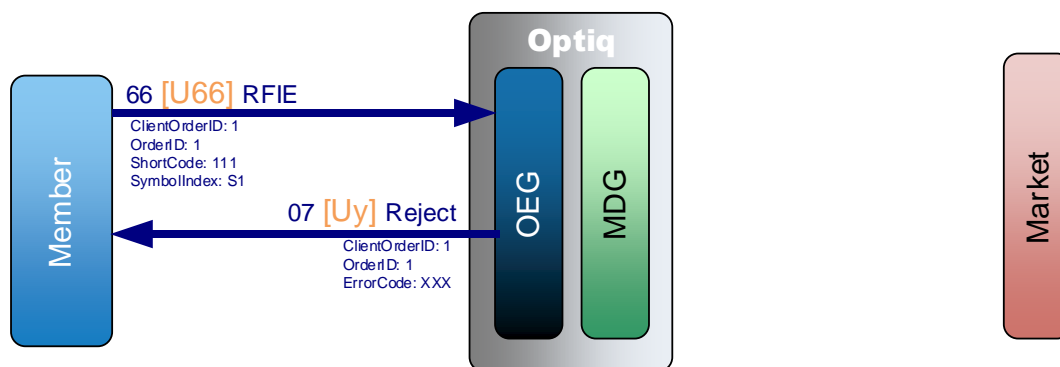 Optiq
66 [U66] RFIE
ClientOrderID: 1
OrderID: 1
ShortCode: 111
SymbolIndex: S1
07 [Uy] Reject
ClientOrderID: 1
OrderID: 1
ErrorCode: XXX
Member
OEG
MDG
Market